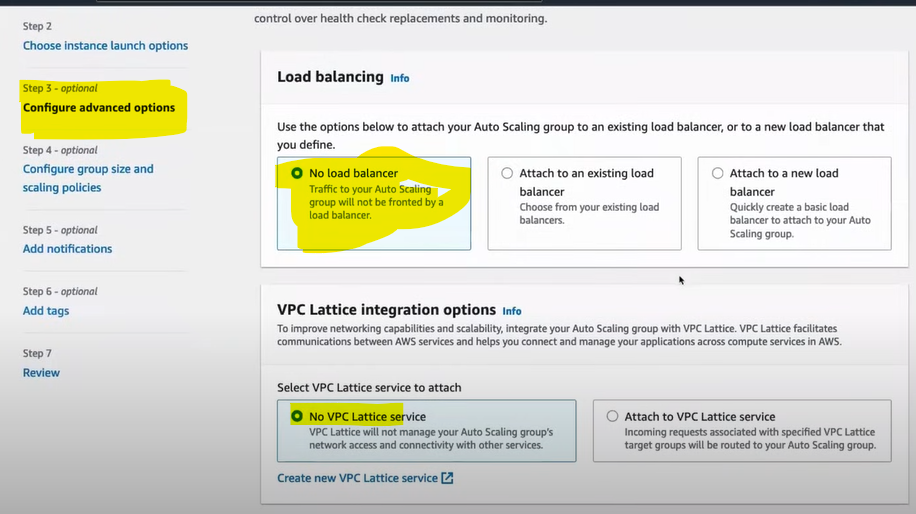 control over health check replacements and monitoring.
Step 2
Choose instance launch options
Step 3 - optional
Configure advanced options
Step 4 - optional
Configure group size and
scaling policies
Step 5 - optional
Add notifications
Step 6 - optional
Add tags
Step 7
Review
Load balancing Info
Use the options below to attach your Auto Scaling group to an existing load balancer, or to a new load balancer that
you define.
No load balancer
Traffic to your Auto Scaling
group will not be fronted by a
load balancer.
Attach to an existing load
balancer
Choose from your existing load
balancers.
Attach to a new load
balancer
Quickly create a basic load
balancer to attach to your Auto
Scaling group.
VPC Lattice integration options Info
To improve networking capabilities and scalability, integrate your Auto Scaling group with VPC Lattice. VPC Lattice facilitates
communications between AWS services and helps you connect and manage your applications across compute services in AWS.
Select VPC Lattice service to attach
No VPC Lattice service
VPC Lattice will not manage your Auto Scaling group's
network access and connectivity with other services.
Attach to VPC Lattice service
Incoming requests associated with specified VPC Lattice
target groups will be routed to your Auto Scaling group.
Create new VPC Lattice service